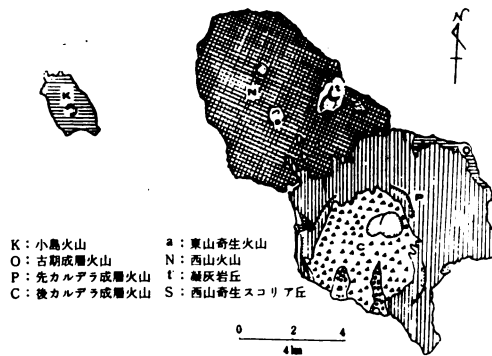 N
K
N
t
S
O
P
C
K：小島火山
O：古期成層火山
P：先カルデラ成層火山
C：後カルデラ成層火山
a：東山寄生火山
N：西山火山
t：凝灰岩丘
S：西山寄生スコリア丘
0 2 4
4km